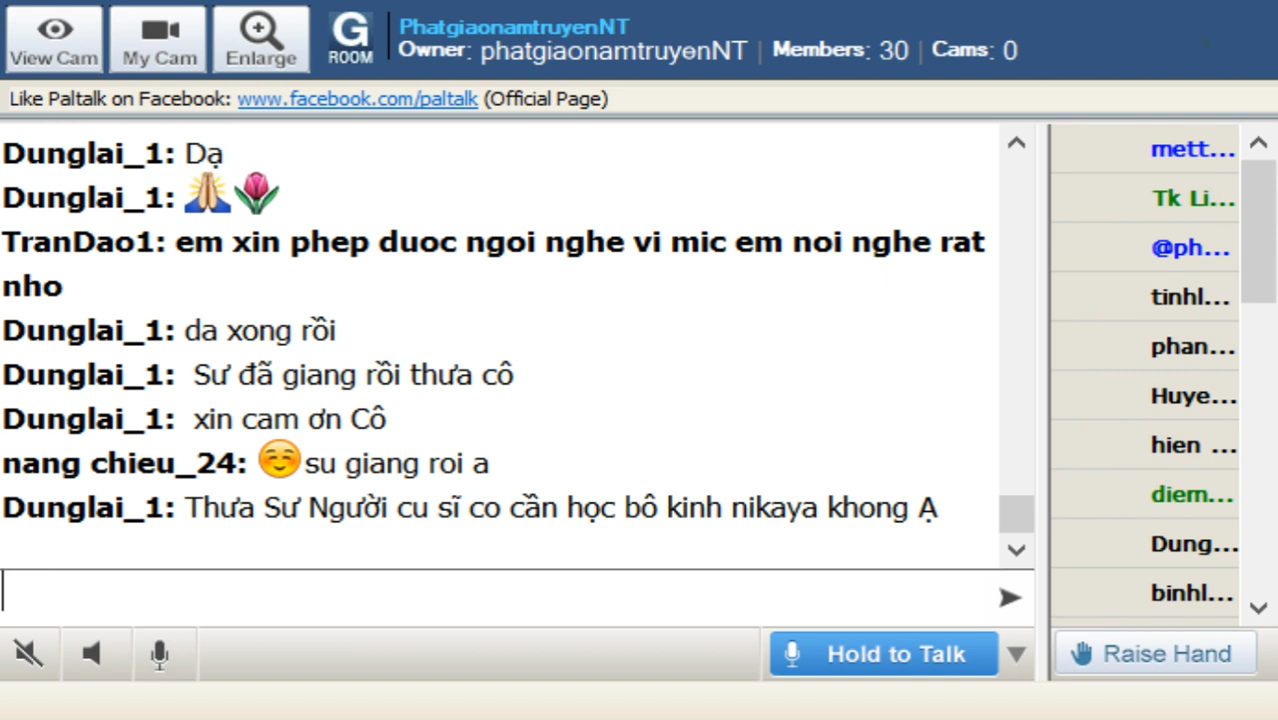 View Cam
My Cam
Enlarge
G
ROOM
PhatgiaonamtruyenNT
Owner: phatgiaonamtruyenNT | Members: 30 | Cams: 0
Like Paltalk on Facebook: www.facebook.com/paltalk (Official Page)
Dunglai_1: Dạ
Dunglai_1:
TranDao1: em xin phep duoc ngoi nghe vi mic em noi nghe rat
nho
Dunglai_1: da xong rồi
Dunglai_1: Sư đã giang rồi thưa cô
Dunglai_1: xin cam ơn Cô
nang chieu_24: su giang roi a
Dunglai_1: Thưa Sư Người cu sĩ co cần học bô kinh nikaya khong Ạ
mett...
Tk Li...
@ph...
tinhl...
phan...
Huye...
hien ...
diem...
Dung...
binhl...
Hold to Talk
Raise Hand